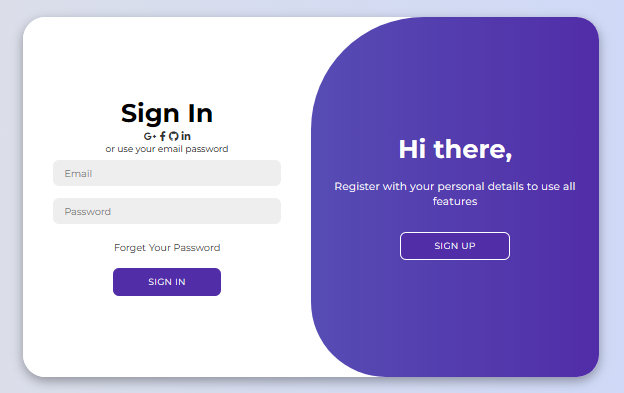 Sign In
G+ f in
or use your email password
Email
Password
Forget Your Password
SIGN IN
Hi there,
Register with your personal details to use all
features
SIGN UP